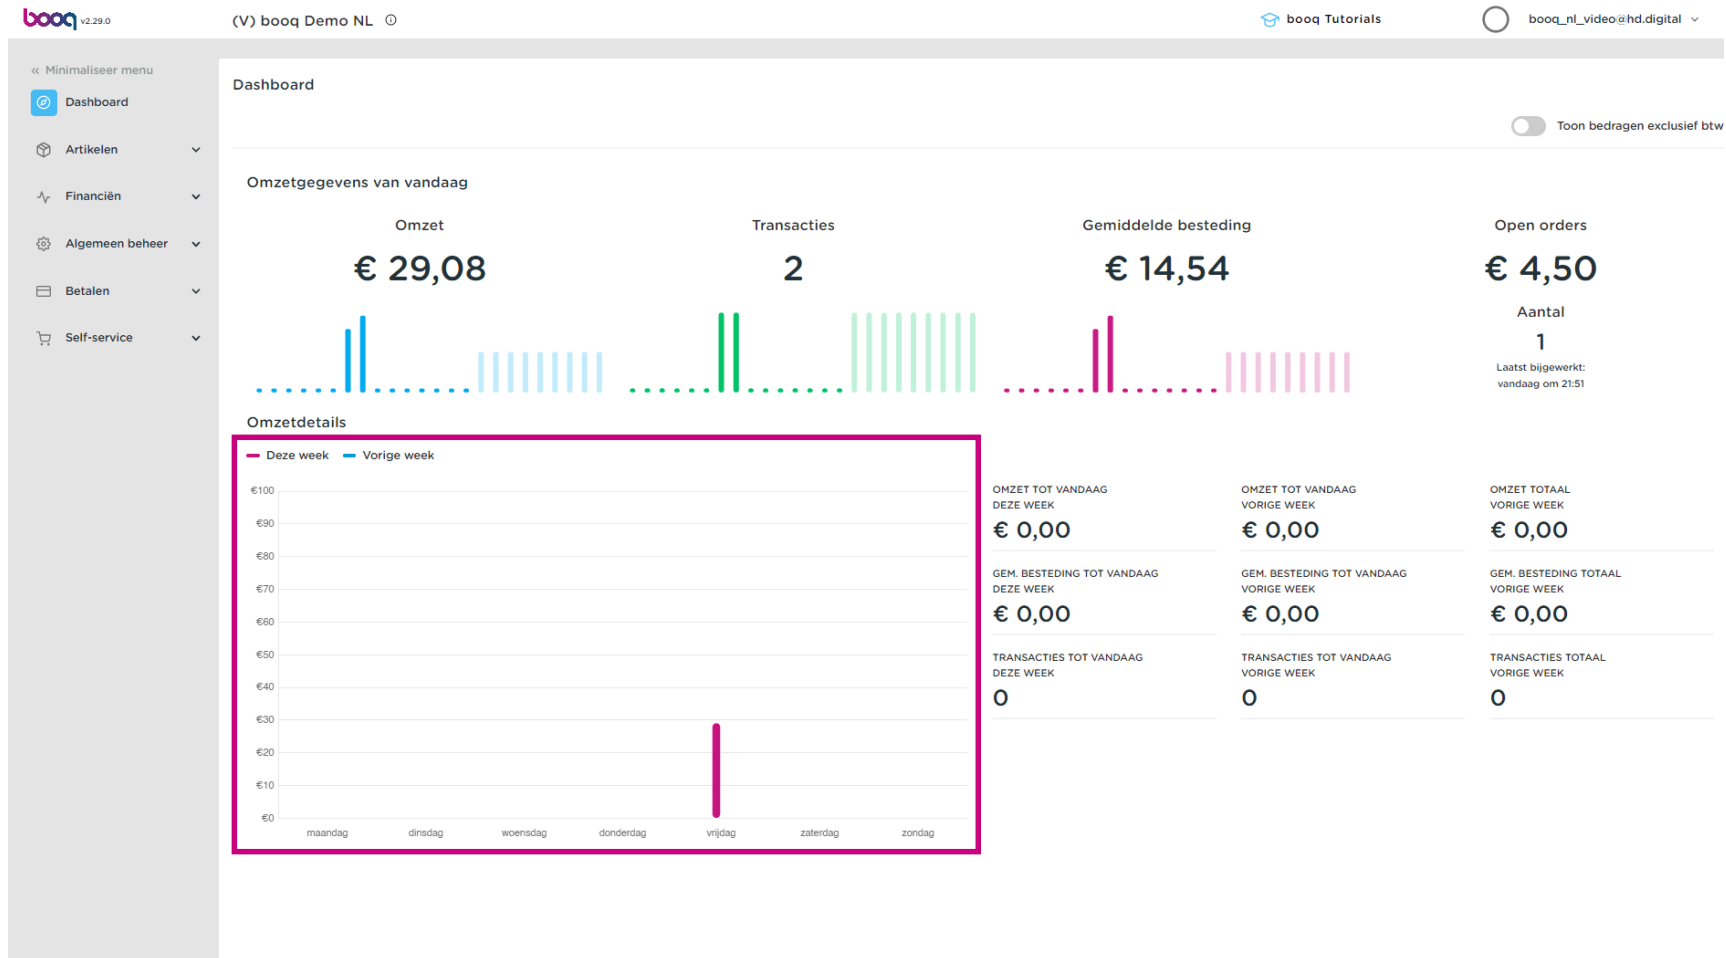 booq v2.29.0
(V) booq Demo NL
booq Tutorials
booq_nl_video@hd.digital
« Minimaliseer menu
Dashboard
Artikelen
Financiën
Algemeen beheer
Betalen
Self-service
Dashboard
Toon bedragen exclusief btw
Omzetgegevens van vandaag
Omzet
€ 29,08
Transacties
2
Gemiddelde besteding
€ 14,54
Open orders
€ 4,50
Aantal
1
Laatst bijgewerkt:
vandaag om 21:51
Omzetdetails
Deze week
Vorige week
€100
€90
€80
€70
€60
€50
€40
€30
€20
€10
€0
maandag
dinsdag
woensdag
donderdag
vrijdag
zaterdag
zondag
OMZET TOT VANDAAG
DEZE WEEK
€ 0,00
OMZET TOT VANDAAG
VORIGE WEEK
€ 0,00
OMZET TOTAAL
VORIGE WEEK
€ 0,00
GEM. BESTEDING TOT VANDAAG
DEZE WEEK
€ 0,00
GEM. BESTEDING TOT VANDAAG
VORIGE WEEK
€ 0,00
GEM. BESTEDING TOTAAL
VORIGE WEEK
€ 0,00
TRANSACTIES TOT VANDAAG
DEZE WEEK
0
TRANSACTIES TOT VANDAAG
VORIGE WEEK
0
TRANSACTIES TOTAAL
VORIGE WEEK
0